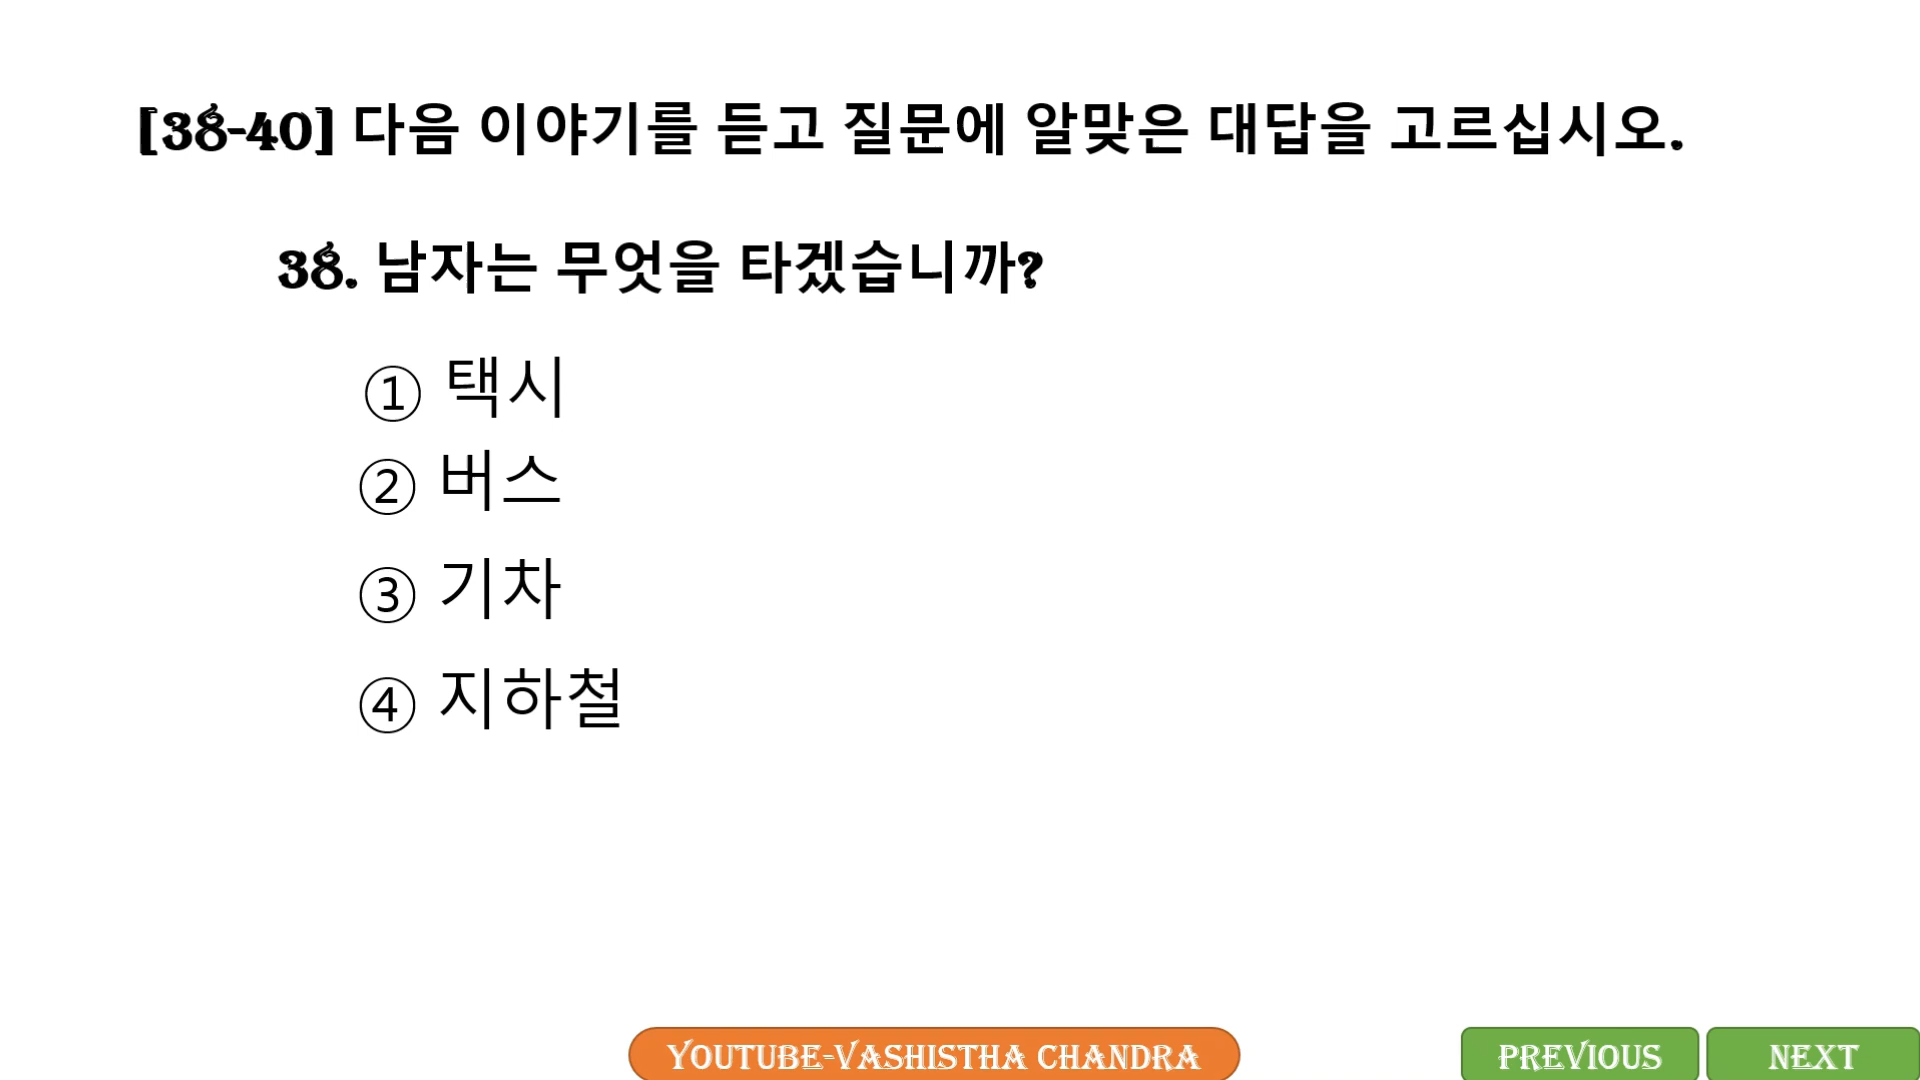 [38-40] 다음 이야기를 듣고 질문에 알맞은 대답을 고르십시오.
38. 남자는 무엇을 타겠습니까?
① 택시
② 버스
③ 기차
④ 지하철
YOUTUBE-VASHISTHA CHANDRA
PREVIOUS
NEXT